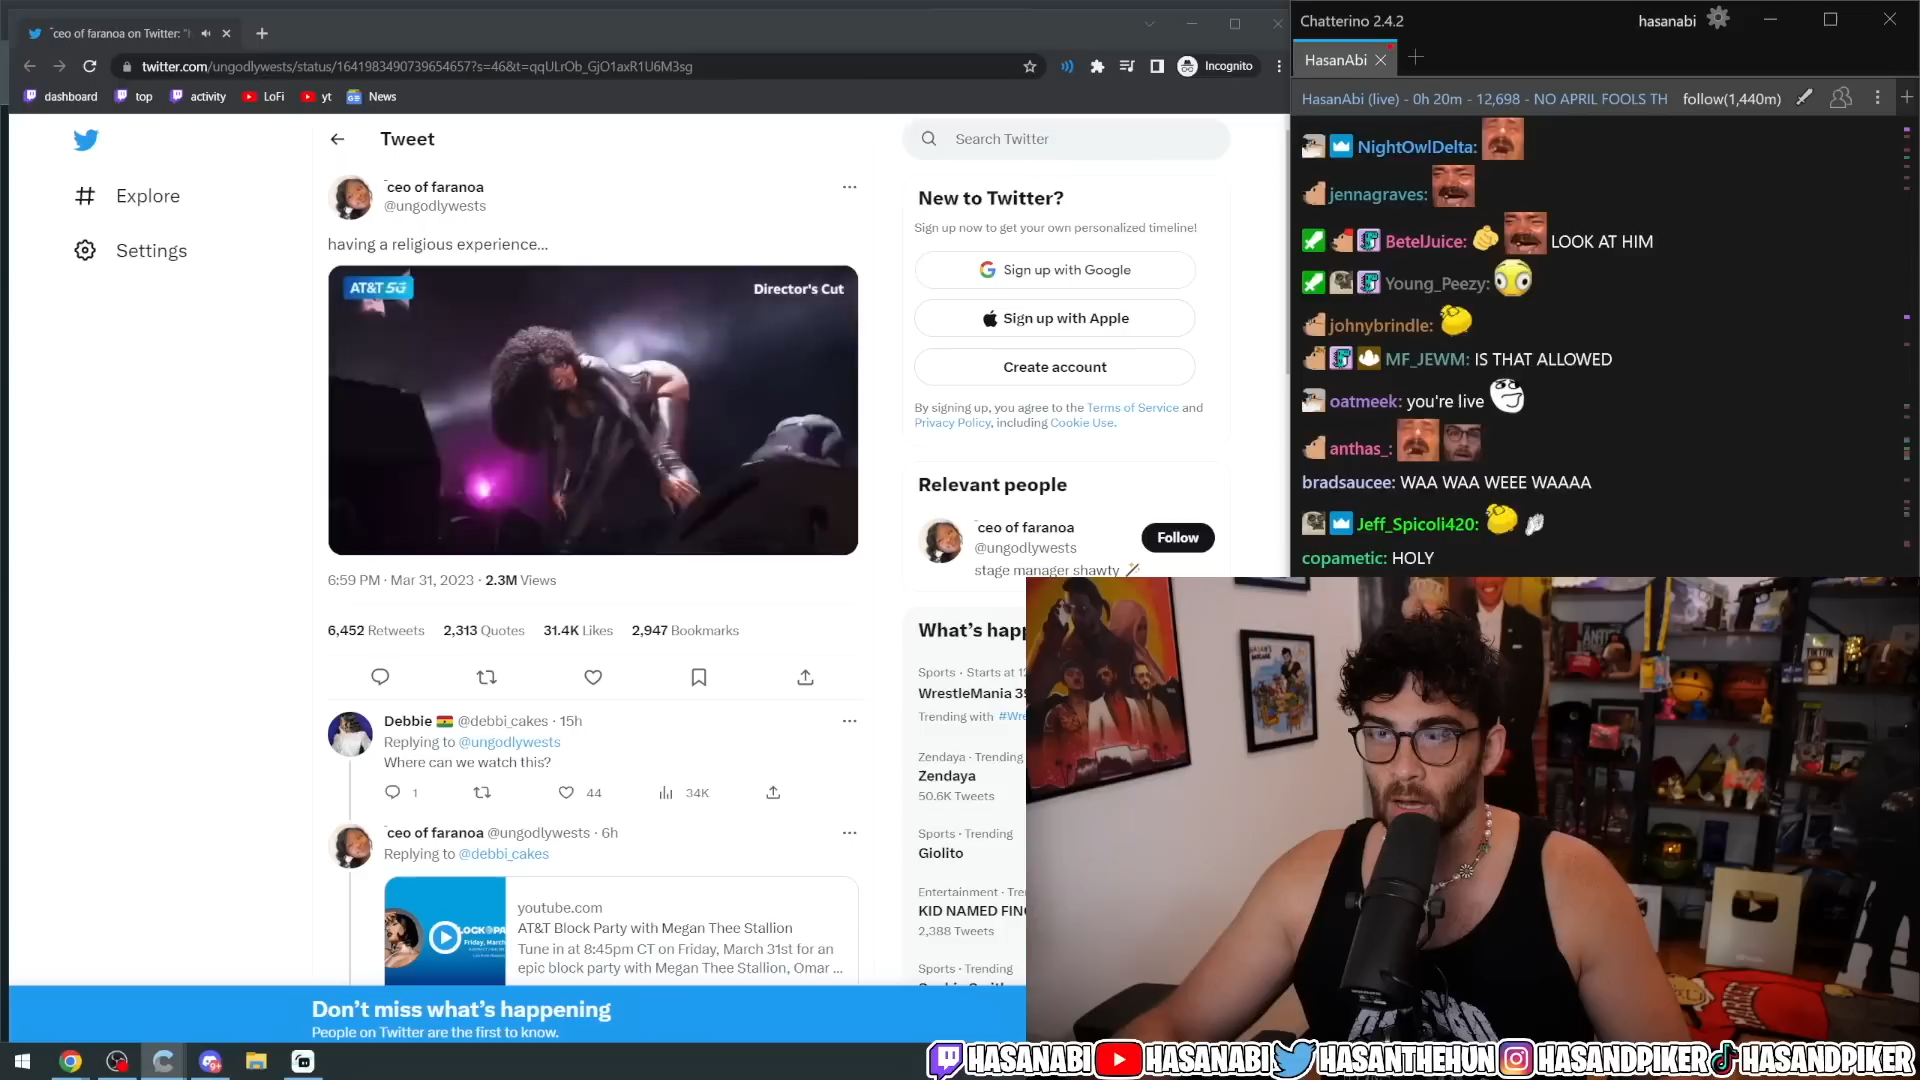 ceo of faranoa on Twitter: "
twitter.com/ungodlywests/status/1641983490739654657?s=46&t=qqULrOb_GjO1axR1U6M3sg
Incognito
dashboard
top
activity
LoFi
yt
News
Explore
Settings
Tweet
ceo of faranoa
@ungodlywests
having a religious experience...
AT&T 5G
Director's Cut
6:59 PM · Mar 31, 2023 · 2.3M Views
6,452 Retweets 2,313 Quotes 31.4K Likes 2,947 Bookmarks
Debbie @debbi_cakes · 15h
Replying to @ungodlywests
Where can we watch this?
1 44 34K
ceo of faranoa @ungodlywests · 6h
Replying to @debbi_cakes
youtube.com
AT&T Block Party with Megan Thee Stallion
Tune in at 8:45pm CT on Friday, March 31st for an
epic block party with Megan Thee Stallion, Omar ...
Don't miss what's happening
People on Twitter are the first to know.
Search Twitter
New to Twitter?
Sign up now to get your own personalized timeline!
Sign up with Google
Sign up with Apple
Create account
By signing up, you agree to the Terms of Service and
Privacy Policy, including Cookie Use.
Relevant people
ceo of faranoa
@ungodlywests
Follow
stage manager shawty
What's hap
Sports · Starts at 12
WrestleMania 39
Trending with #Wre
Zendaya · Trending
Zendaya
50.6K Tweets
Sports · Trending
Giolito
Entertainment · Tre
KID NAMED FIN
2,388 Tweets
Sports · Trending
Chatterino 2.4.2
hasanabi
HasanAbi
HasanAbi (live) - 0h 20m - 12,698 - NO APRIL FOOLS TH
follow(1,440m)
NightOwlDelta:
jennagraves:
BetelJuice: LOOK AT HIM
Young_Peezy:
johnybrindle:
MF_JEWM: IS THAT ALLOWED
oatmeek: you're live
anthas_:
bradsaucee: WAA WAA WEEE WAAAA
Jeff_Spicoli420:
copametic: HOLY
TIKTOK
HASANABI HASANABI HASANTHEHUN HASANDPIKER HASANDPIKER